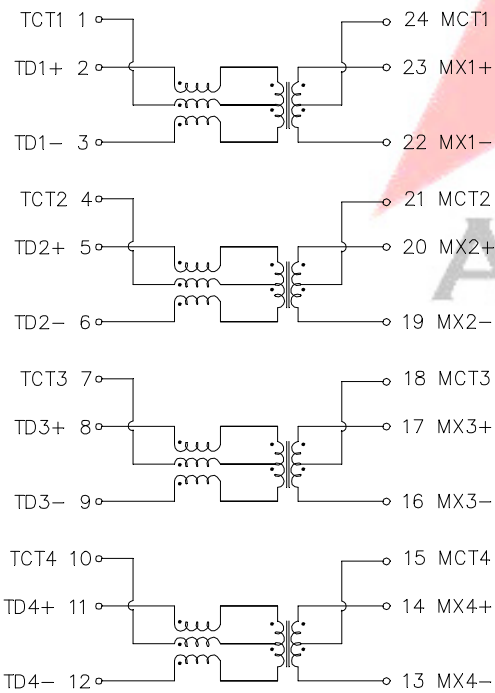 TCT1 1 24 MCT1
TD1+ 2 23 MX1+
TD1− 3 22 MX1−
TCT2 4 21 MCT2
TD2+ 5 20 MX2+
TD2− 6 19 MX2−
TCT3 7 18 MCT3
TD3+ 8 17 MX3+
TD3− 9 16 MX3−
TCT4 10 15 MCT4
TD4+ 11 14 MX4+
TD4− 12 13 MX4−